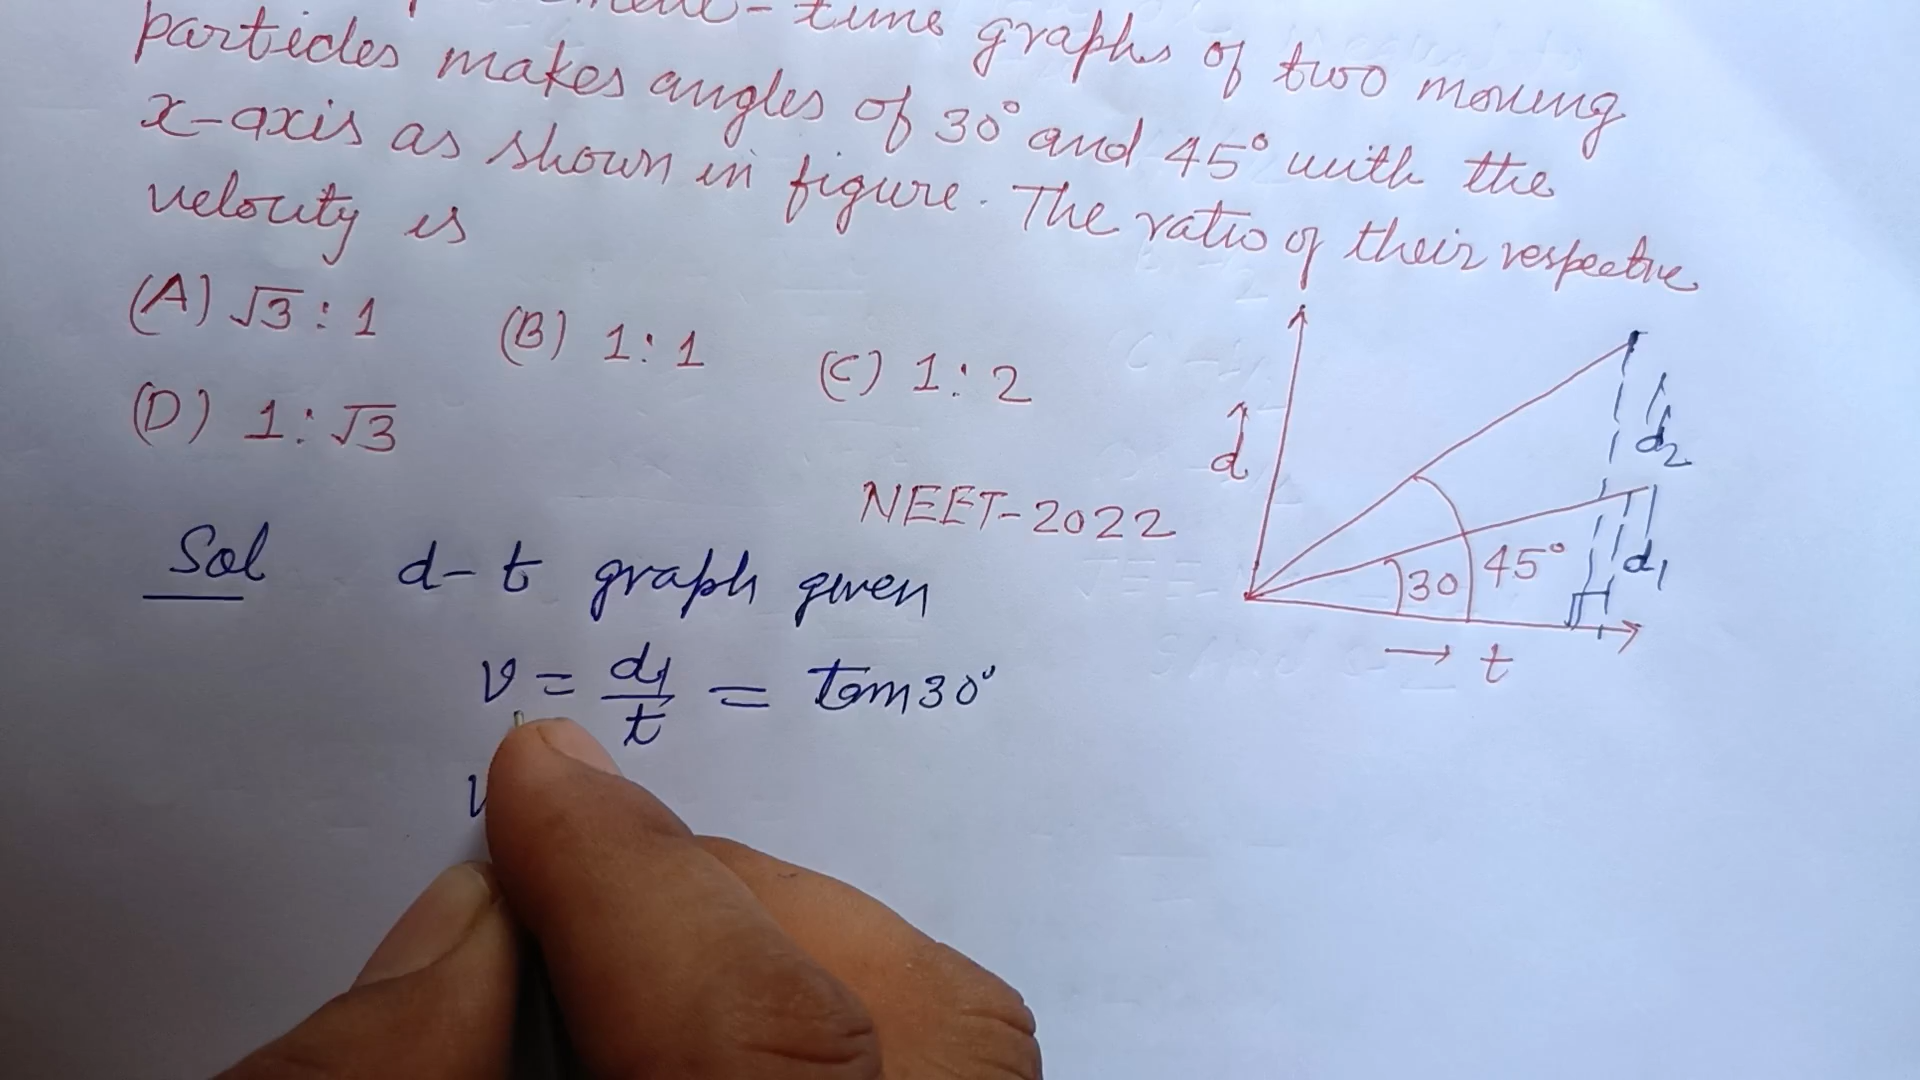 - time graphs of two moving
particles makes angles of 30° and 45° with the
x-axis as shown in figure. The ratio of their respective
velocity is
(A) √3 : 1 (B) 1 : 1 (C) 1 : 2
(D) 1 : √3
NEET-2022
d
d2
45°
30
d1
→ t
Sol d-t graph given
v = d1/t = tan30°